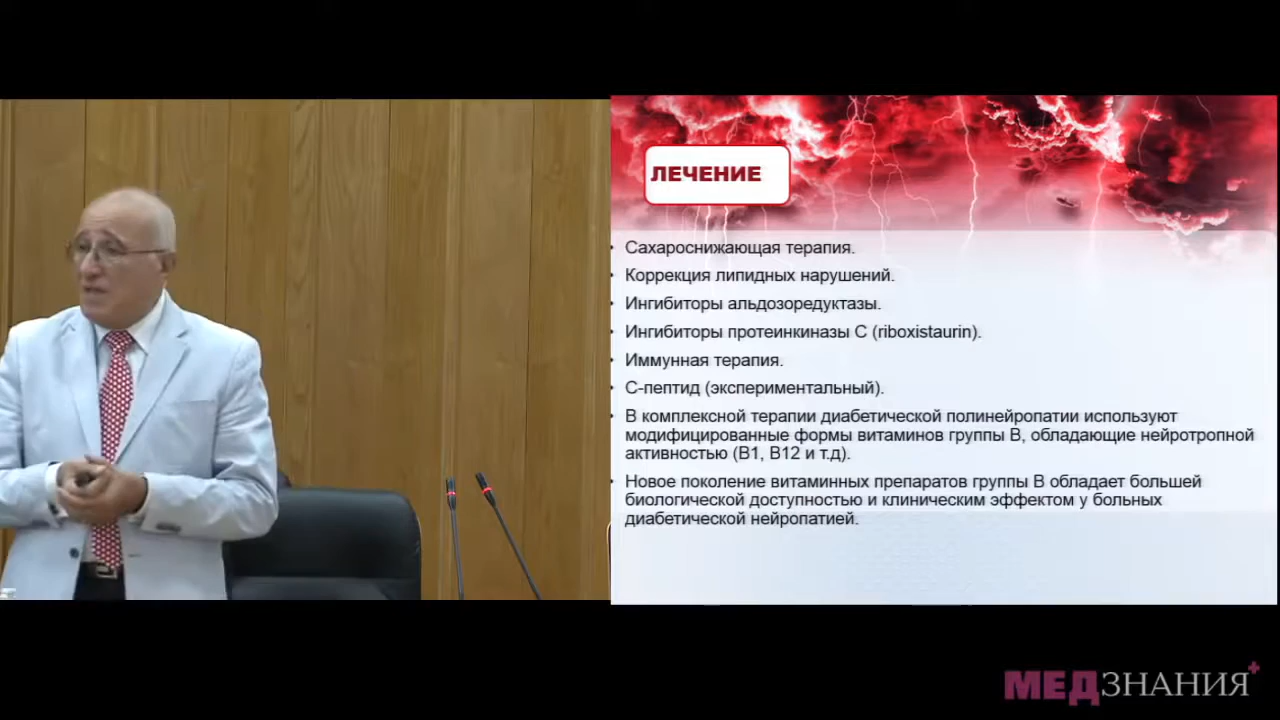 ЛЕЧЕНИЕ
Сахароснижающая терапия.
Коррекция липидных нарушений.
Ингибиторы альдозоредуктазы.
Ингибиторы протеинкиназы С (riboxistaurin).
Иммунная терапия.
С-пептид (экспериментальный).
В комплексной терапии диабетической полинейропатии используют
модифицированные формы витаминов группы В, обладающие нейротропной
активностью (В1, В12 и т.д).
Новое поколение витаминных препаратов группы В обладает большей
биологической доступностью и клиническим эффектом у больных
диабетической нейропатией.
МЕДЗНАНИЯ+